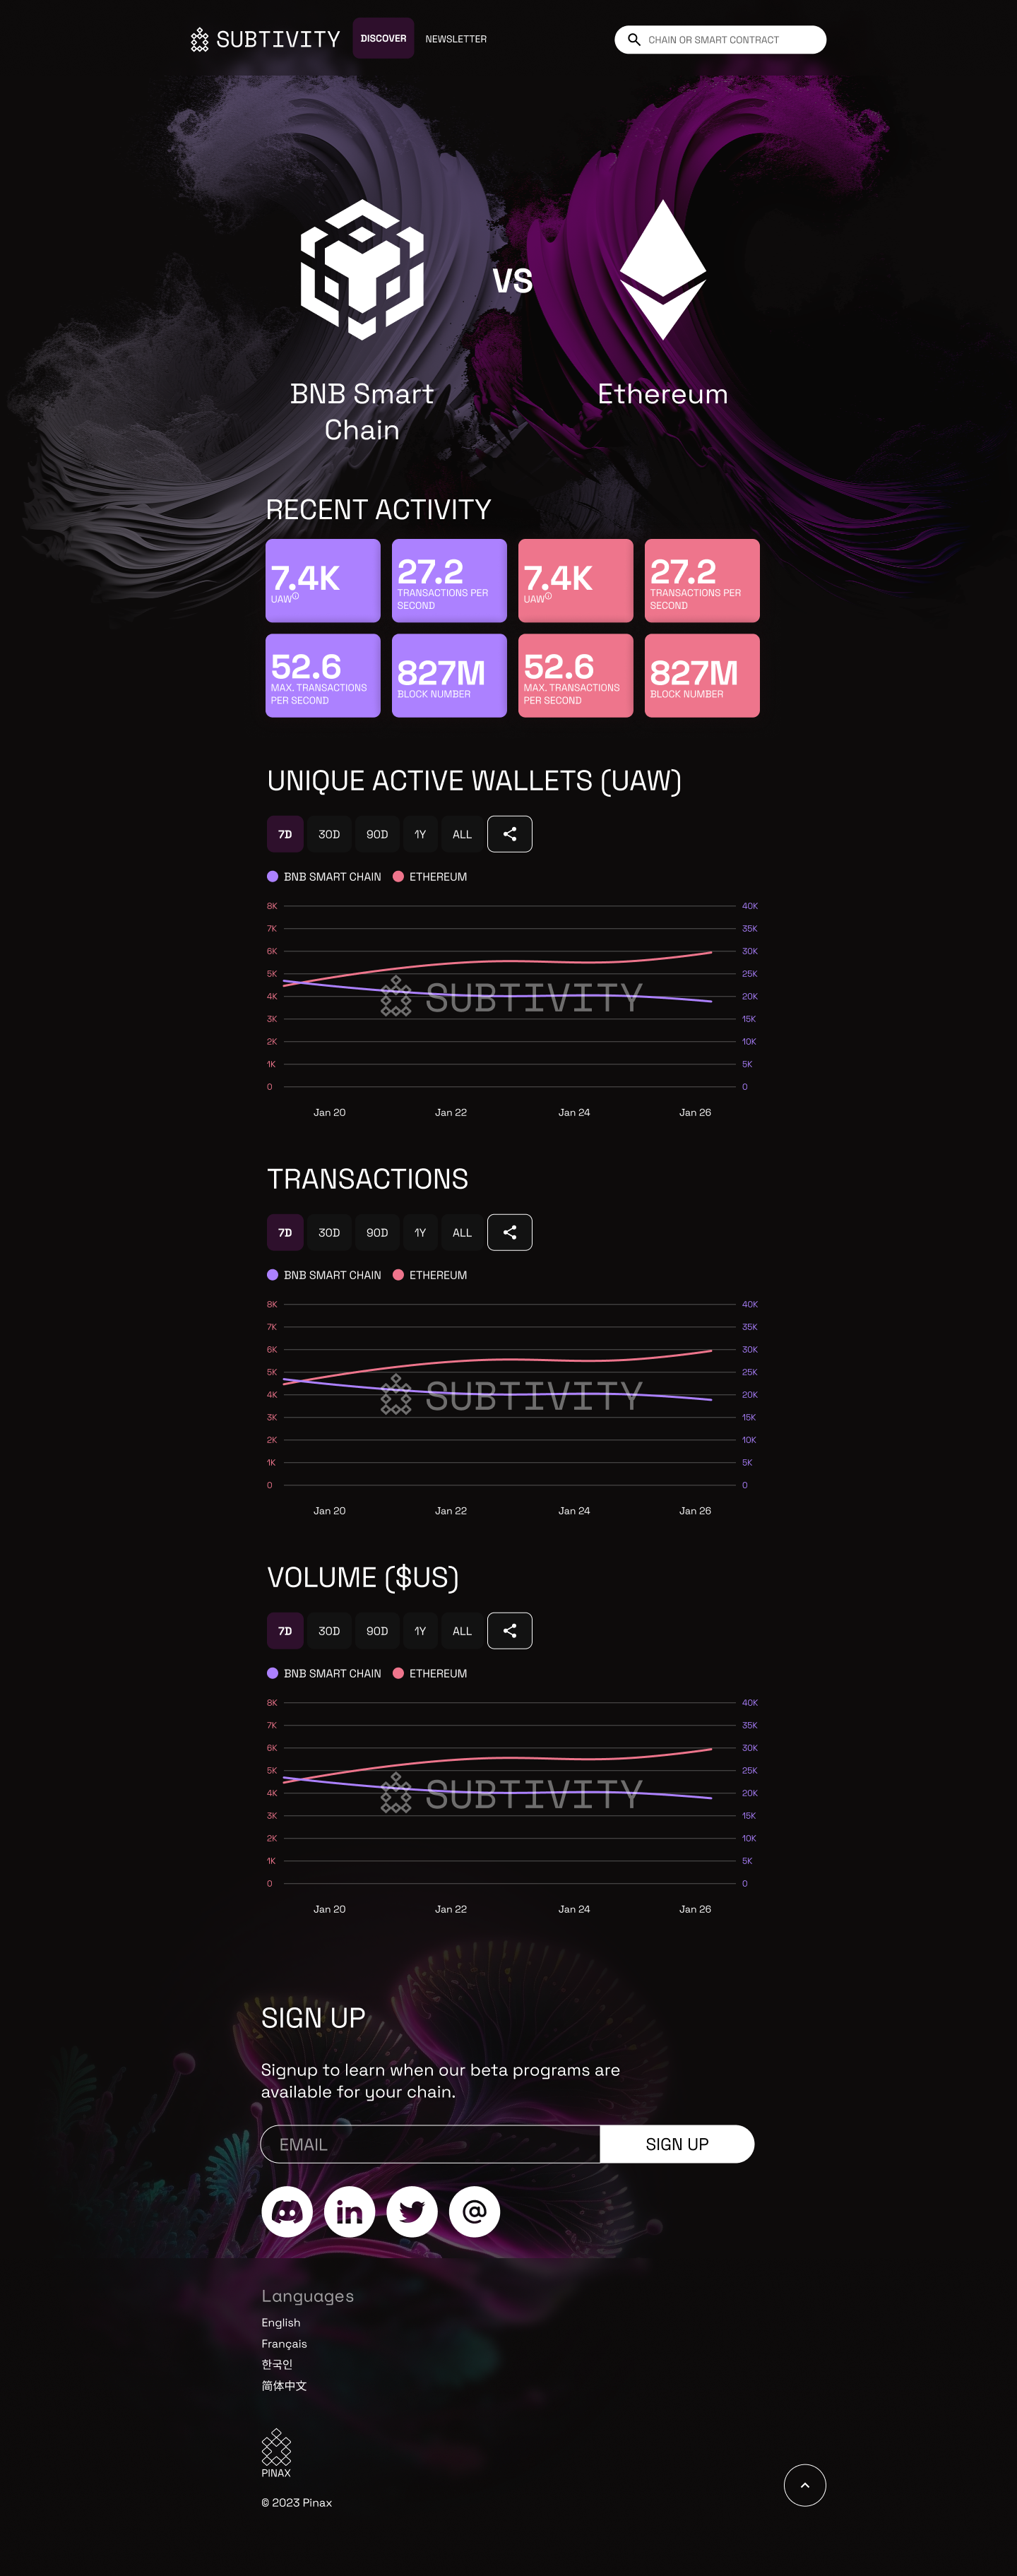 SUBTIVITY
DISCOVER
NEWSLETTER
CHAIN OR SMART CONTRACT
VS
BNB Smart
Chain
Ethereum
RECENT ACTIVITY
7.4K
UAW
27.2
TRANSACTIONS PER
SECOND
7.4K
UAW
27.2
TRANSACTIONS PER
SECOND
52.6
MAX. TRANSACTIONS
PER SECOND
827M
BLOCK NUMBER
52.6
MAX. TRANSACTIONS
PER SECOND
827M
BLOCK NUMBER
UNIQUE ACTIVE WALLETS (UAW)
7D 30D 90D 1Y ALL
BNB SMART CHAIN ETHEREUM
8K 40K
7K 35K
6K 30K
5K 25K
4K SUBTIVITY 20K
3K 15K
2K 10K
1K 5K
0 0
Jan 20 Jan 22 Jan 24 Jan 26
TRANSACTIONS
7D 30D 90D 1Y ALL
BNB SMART CHAIN ETHEREUM
8K 40K
7K 35K
6K 30K
5K 25K
4K SUBTIVITY 20K
3K 15K
2K 10K
1K 5K
0 0
Jan 20 Jan 22 Jan 24 Jan 26
VOLUME ($US)
7D 30D 90D 1Y ALL
BNB SMART CHAIN ETHEREUM
8K 40K
7K 35K
6K 30K
5K 25K
4K SUBTIVITY 20K
3K 15K
2K 10K
1K 5K
0 0
Jan 20 Jan 22 Jan 24 Jan 26
SIGN UP
Signup to learn when our beta programs are
available for your chain.
EMAIL
SIGN UP
Languages
English
Français
한국인
简体中文
PINAX
© 2023 Pinax